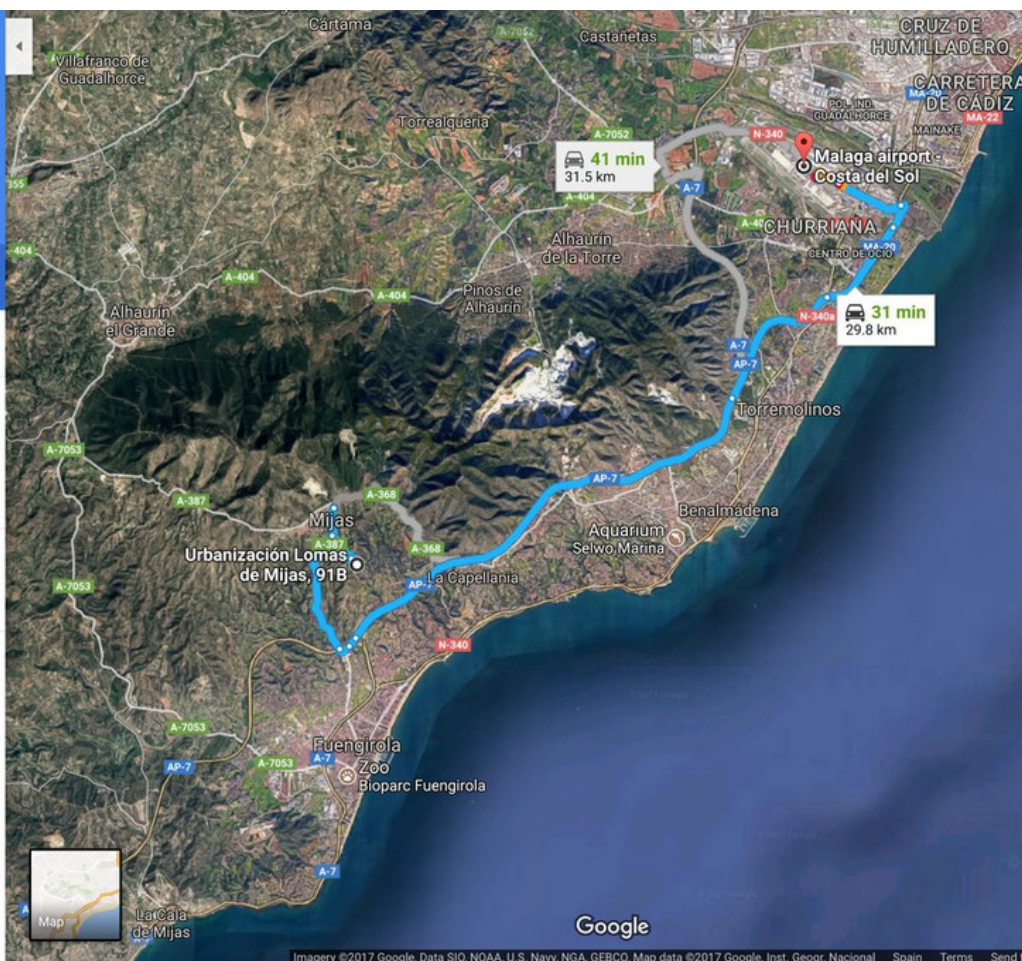 Cártama
A-7052
Castañetas
CRUZ DE
HUMILLADERO
Villafranco de
Guadalhorce
CARRETERA
DE CÁDIZ
MA-20
MA-22
POL. IND.
GUADALHORCE
MAINAKE
Torrealquería
A-7052
N-340
41 min
31.5 km
Malaga airport -
Costa del Sol
355
A-7
A-404
A-40
CHURRIANA
MA-20
CENTRO DE OCIO
-404
Alhaurín
de la Torre
A-404
A-404
Pinos de
Alhaurín
Alhaurín
el Grande
N-340a
31 min
29.8 km
A-7
AP-7
Torremolinos
A-7053
AP-7
A-387
A-368
Mijas
Benalmádena
Aquarium
Selwo Marina
A-387
A-368
Urbanización Lomas
de Mijas, 91B
AP-7
La Capellania
A-7053
N-340
A-7053
Fuengirola
A-7
A-7053
AP-7
Zoo
Bioparc Fuengirola
A-7
Map
La Cala
de Mijas
Google
Imagery ©2017 Google, Data SIO, NOAA, U.S. Navy, NGA, GEBCO, Map data ©2017 Google, Inst. Geogr. Nacional Spain Terms Send